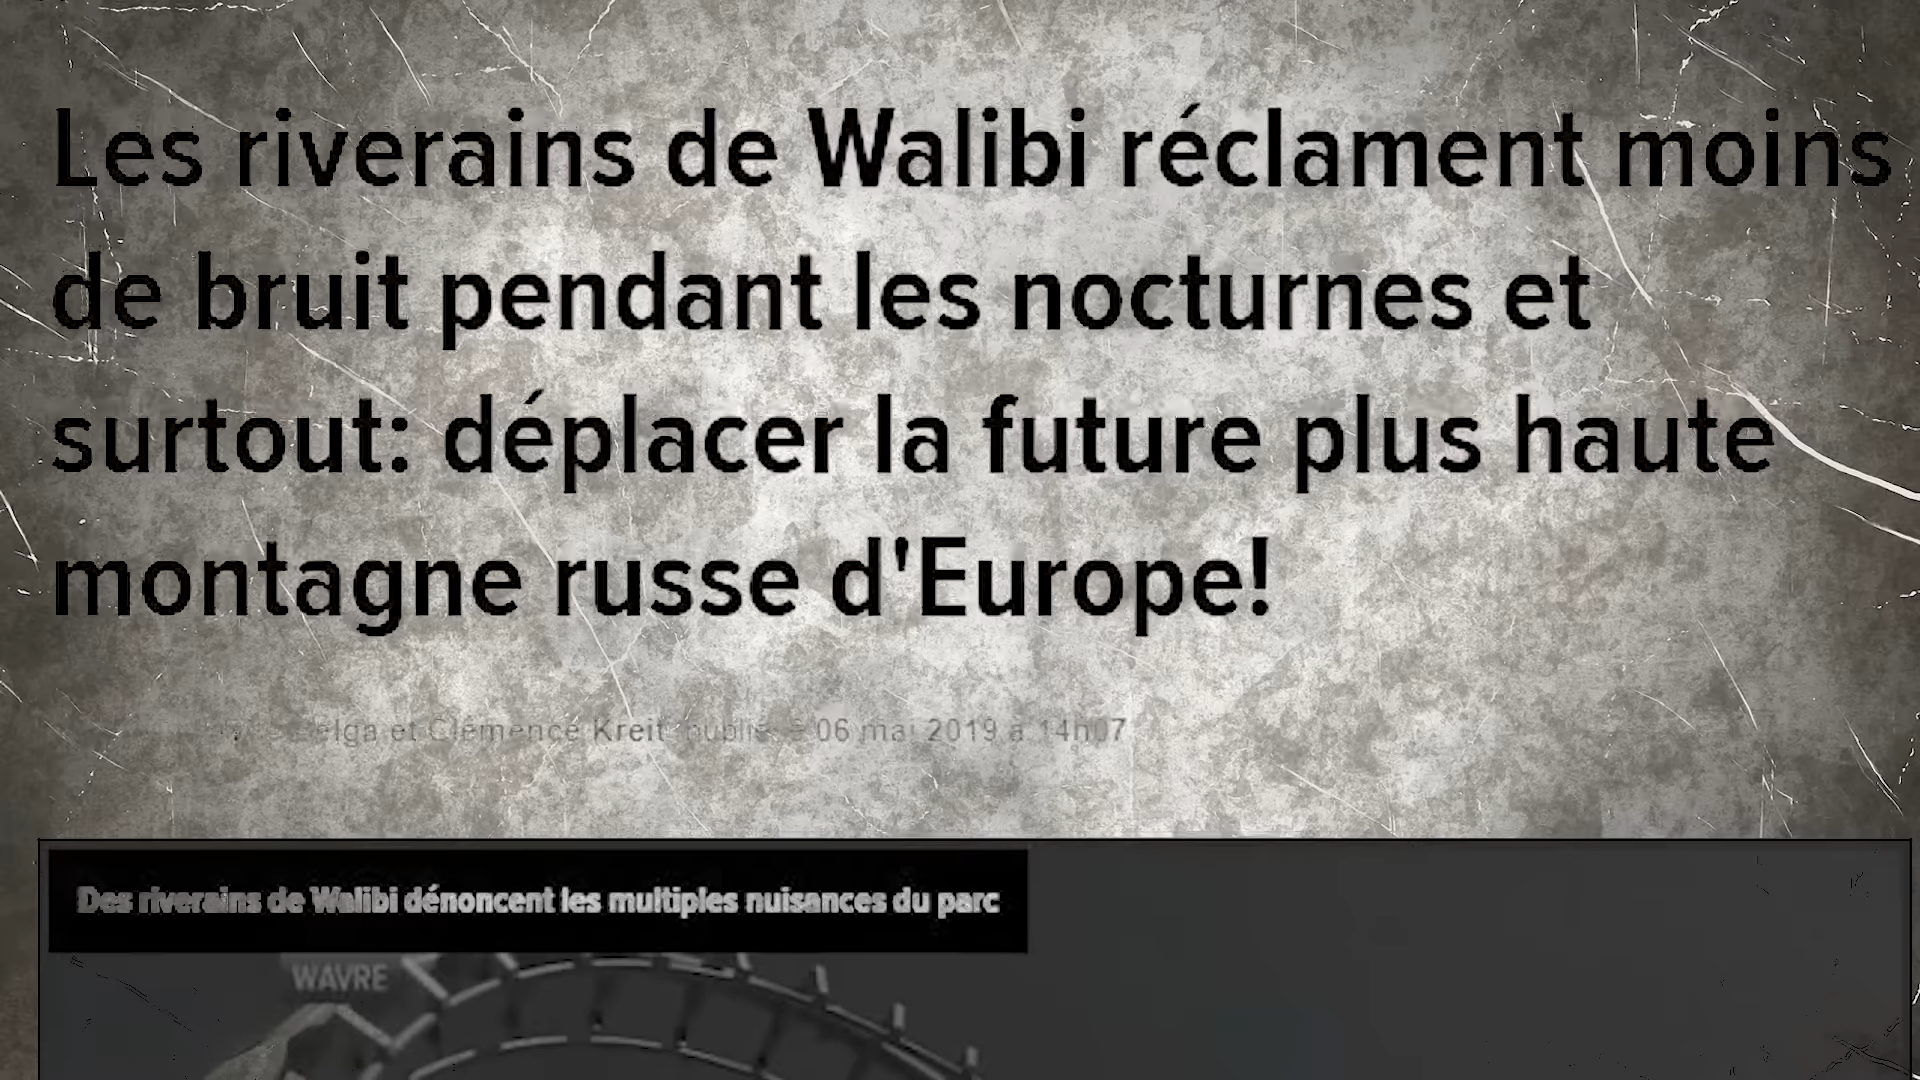 Les riverains de Walibi réclament moins
de bruit pendant les nocturnes et
surtout: déplacer la future plus haute
montagne russe d'Europe!
Belga et Clémence Kreit, publié le 06 mai 2019 à 14h07
Des riverains de Walibi dénoncent les multiples nuisances du parc
WAVRE